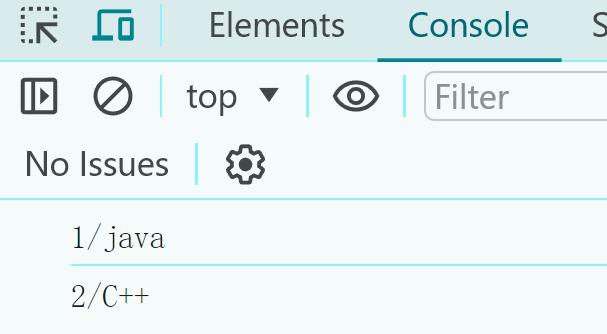 Elements Console S
top Filter
No Issues
1/java
2/C++